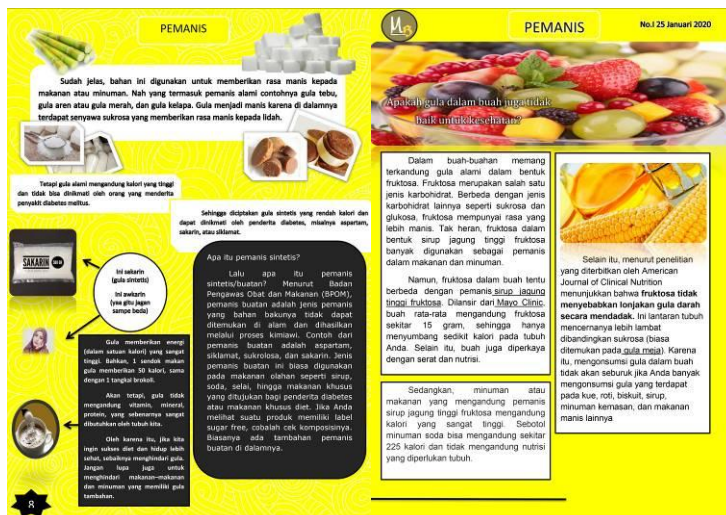 PEMANIS
Sudah jelas, bahan ini digunakan untuk memberikan rasa manis kepada
makanan atau minuman. Nah yang termasuk pemanis alami contohnya gula tebu,
gula aren atau gula merah, dan gula kelapa. Gula menjadi manis karena di dalamnya
terdapat senyawa sukrosa yang memberikan rasa manis kepada lidah.
Tetapi gula alami mengandung kalori yang tinggi
dan tidak bisa dinikmati oleh orang yang menderita
penyakit diabetes melitus.
Sehingga diciptakan gula sintetis yang rendah kalori dan
dapat dinikmati oleh penderita diabetes, misalnya aspartam,
sakarin, atau siklamat.
SAKARIN
Ini sakarin
(gula sintetis)
Ini awkarin
(yaa gitu jagan
sampe beda)
Gula memberikan energi
(dalam satuan kalori) yang sangat
tinggi. Bahkan, 1 sendok makan
gula memberikan 50 kalori, sama
dengan 1 tangkai brokoli.
Akan tetapi, gula tidak
mengandung vitamin, mineral,
protein, yang sebenarnya sangat
dibutuhkan oleh tubuh kita.
Oleh karena itu, jika kita
ingin sukses diet dan hidup lebih
sehat, sebaiknya menghindari gula.
Jangan lupa juga untuk
menghindari makanan–makanan
dan minuman yang memiliki gula
tambahan.
8
Apa itu pemanis sintetis?
Lalu apa itu pemanis
sintetis/buatan? Menurut Badan
Pengawas Obat dan Makanan (BPOM),
pemanis buatan adalah jenis pemanis
yang bahan bakunya tidak dapat
ditemukan di alam dan dihasilkan
melalui proses kimiawi. Contoh dari
pemanis buatan adalah aspartam,
siklamat, sukrolosa, dan sakarin. Jenis
pemanis buatan ini biasa digunakan
pada makanan olahan seperti sirup,
soda, selai, hingga makanan khusus
yang ditujukan bagi penderita diabetes
atau makanan khusus diet. Jika Anda
melihat suatu produk memiliki label
sugar free, cobalah cek komposisinya.
Biasanya ada tambahan pemanis
buatan di dalamnya.
PEMANIS
No.I 25 Januari 2020
Apakah gula dalam buah juga tidak
baik untuk kesehatan?
Dalam buah-buahan memang
terkandung gula alami dalam bentuk
fruktosa. Fruktosa merupakan salah satu
jenis karbohidrat. Berbeda dengan jenis
karbohidrat lainnya seperti sukrosa dan
glukosa, fruktosa mempunyai rasa yang
lebih manis. Tak heran, fruktosa dalam
bentuk sirup jagung tinggi fruktosa
banyak digunakan sebagai pemanis
dalam makanan dan minuman.
Namun, fruktosa dalam buah tentu
berbeda dengan pemanis sirup jagung
tinggi fruktosa. Dilansir dari Mayo Clinic,
buah rata-rata mengandung fruktosa
sekitar 15 gram, sehingga hanya
menyumbang sedikit kalori pada tubuh
Anda. Selain itu, buah juga diperkaya
dengan serat dan nutrisi.
Sedangkan, minuman atau
makanan yang mengandung pemanis
sirup jagung tinggi fruktosa mengandung
kalori yang sangat tinggi. Sebotol
minuman soda bisa mengandung sekitar
225 kalori dan tidak mengandung nutrisi
yang diperlukan tubuh.
Selain itu, menurut penelitian
yang diterbitkan oleh American
Journal of Clinical Nutrition
menunjukkan bahwa fruktosa tidak
menyebabkan lonjakan gula darah
secara mendadak. Ini lantaran tubuh
mencernanya lebih lambat
dibandingkan sukrosa (biasa
ditemukan pada gula meja). Karena
itu, mengonsumsi gula dalam buah
tidak akan seburuk jika Anda banyak
mengonsumsi gula yang terdapat
pada kue, roti, biskuit, sirup,
minuman kemasan, dan makanan
manis lainnya